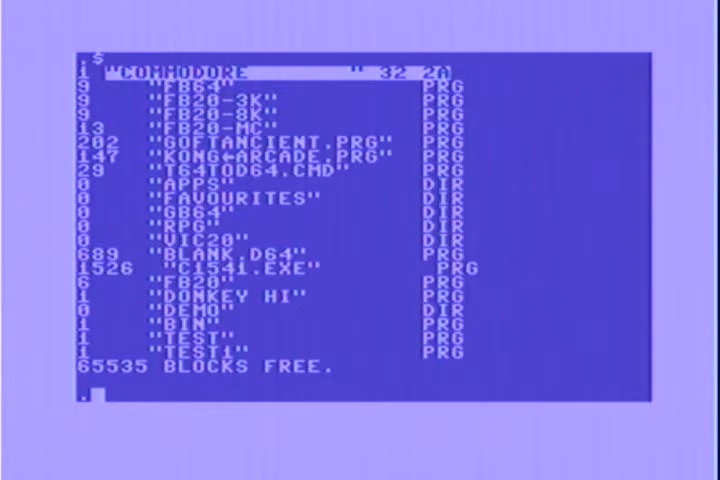 .$
1 "COMMODORE        " 32 2A
9    "FB64"             PRG
9    "FB20-3K"          PRG
9    "FB20-8K"          PRG
13   "FB20-MC"          PRG
202  "GOFTANCIENT.PRG"  PRG
147  "KONG←ARCADE.PRG"  PRG
29   "T64TOD64.CMD"     PRG
0    "APPS"             DIR
0    "FAVOURITES"       DIR
0    "GB64"             DIR
0    "RPG"              DIR
0    "VIC20"            DIR
689  "BLANK.D64"        PRG
1526  "C1541.EXE"        PRG
6    "FB20"             PRG
1    "DONKEY HI"        PRG
0    "DEMO"             DIR
1    "BIN"              PRG
1    "TEST"             PRG
1    "TEST1"            PRG
65535 BLOCKS FREE.
.